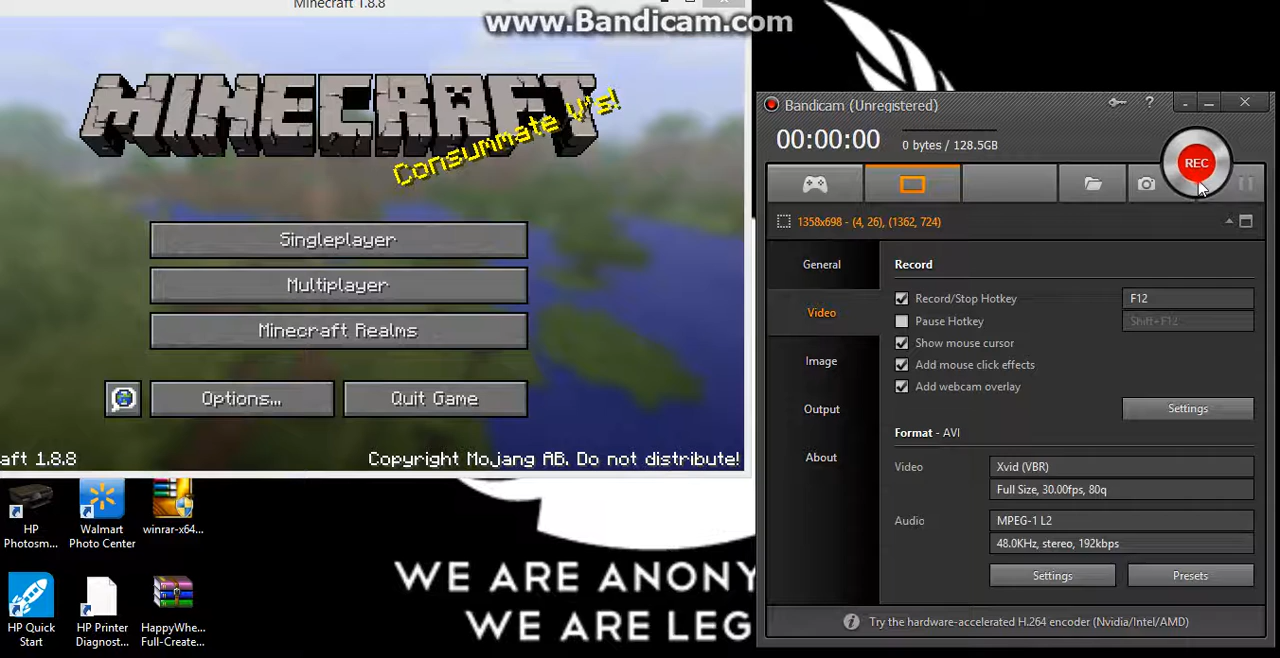 Minecraft 1.8.8
www.Bandicam.com
MINECRAFT
Consummate V's!
Singleplayer
Multiplayer
Minecraft Realms
Options...
Quit Game
aft 1.8.8
Copyright Mojang AB. Do not distribute!
HP
Photosm...
Walmart
Photo Center
winrar-x64...
HP Quick
Start
HP Printer
Diagnost...
HappyWhe...
Full-Create...
WE ARE ANONY
WE ARE LEG
Bandicam (Unregistered)
?
00:00:00
0 bytes / 128.5GB
REC
1358x698 - (4, 26), (1362, 724)
General
Video
Image
Output
About
Record
Record/Stop Hotkey
F12
Pause Hotkey
Shift+F12
Show mouse cursor
Add mouse click effects
Add webcam overlay
Settings
Format - AVI
Video
Xvid (VBR)
Full Size, 30.00fps, 80q
Audio
MPEG-1 L2
48.0KHz, stereo, 192kbps
Settings
Presets
Try the hardware-accelerated H.264 encoder (Nvidia/Intel/AMD)